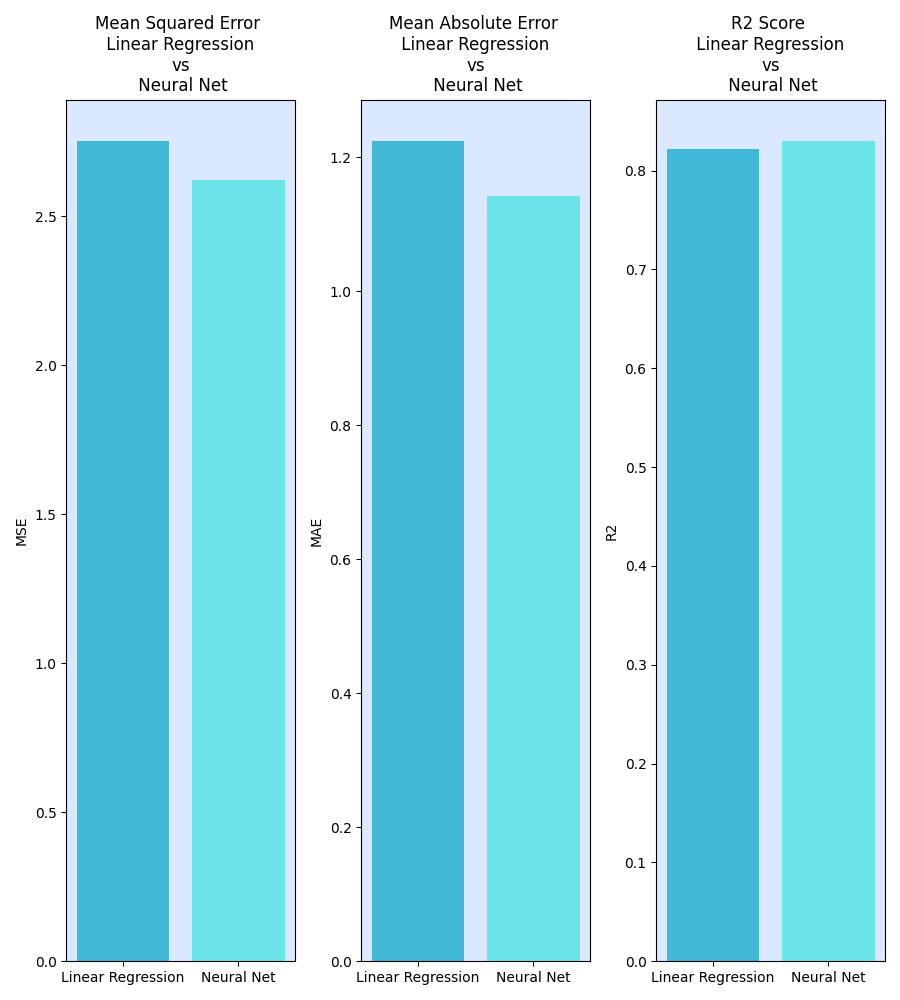 Mean Squared Error
Linear Regression
vs
Neural Net
MSE
2.5
2.0
1.5
1.0
0.5
0.0
Linear Regression Neural Net
Mean Absolute Error
Linear Regression
vs
Neural Net
MAE
1.2
1.0
0.8
0.6
0.4
0.2
0.0
Linear Regression Neural Net
R2 Score
Linear Regression
vs
Neural Net
R2
0.8
0.7
0.6
0.5
0.4
0.3
0.2
0.1
0.0
Linear Regression Neural Net